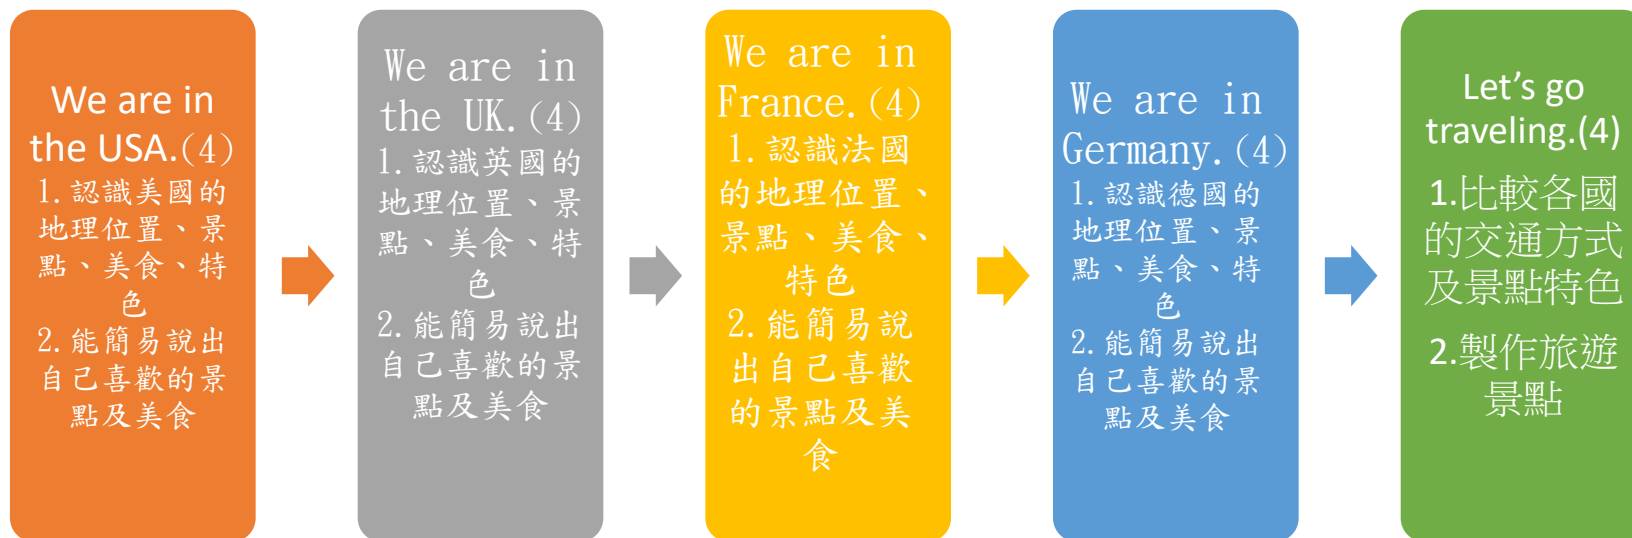 We are in
the USA.(4)
1.認識美國的
地理位置、景
點、美食、特
色
2.能簡易說出
自己喜歡的景
點及美食
We are in
the UK.(4)
1.認識英國的
地理位置、景
點、美食、特
色
2.能簡易說出
自己喜歡的景
點及美食
We are in
France.(4)
1.認識法國
的地理位置、
景點、美食、
特色
2.能簡易說
出自己喜歡
的景點及美
食
We are in
Germany.(4)
1.認識德國的
地理位置、景
點、美食、特
色
2.能簡易說出
自己喜歡的景
點及美食
Let’s go
traveling.(4)
1.比較各國
的交通方式
及景點特色
2.製作旅遊
景點